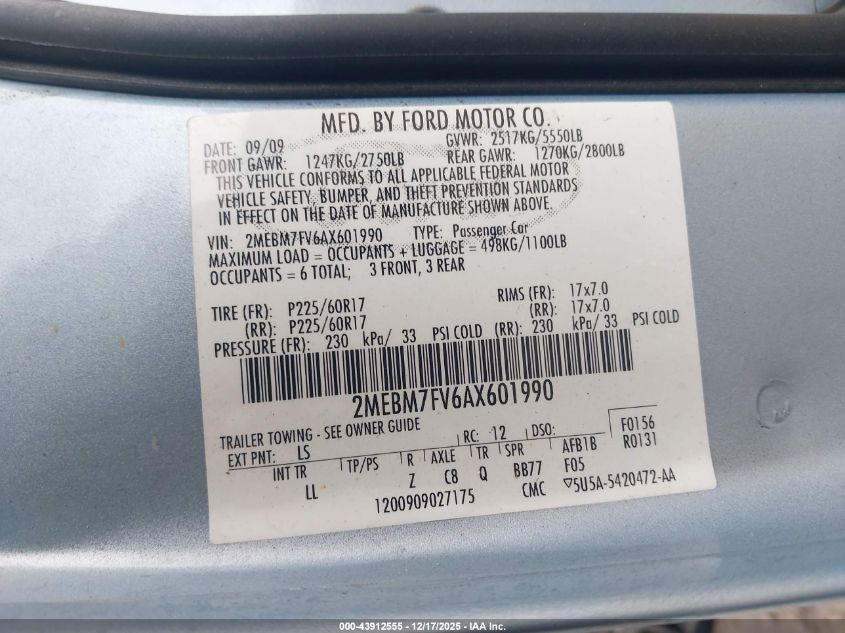 MFD. BY FORD MOTOR CO.
DATE: 09/09 GVWR: 2517KG/5550LB
FRONT GAWR: 1247KG/2750LB REAR GAWR: 1270KG/2800LB
THIS VEHICLE CONFORMS TO ALL APPLICABLE FEDERAL MOTOR
VEHICLE SAFETY, BUMPER, AND THEFT PREVENTION STANDARDS
IN EFFECT ON THE DATE OF MANUFACTURE SHOWN ABOVE.
VIN: 2MEBM7FV6AX601990 TYPE: Passenger Car
MAXIMUM LOAD = OCCUPANTS + LUGGAGE = 498KG/1100LB
OCCUPANTS = 6 TOTAL; 3 FRONT, 3 REAR
TIRE (FR): P225/60R17 RIMS (FR): 17x7.0
(RR): P225/60R17 (RR): 17x7.0
PRESSURE (FR): 230 kPa/ 33 PSI COLD (RR): 230 kPa/ 33 PSI COLD
2MEBM7FV6AX601990
TRAILER TOWING - SEE OWNER GUIDE
EXT PNT: LS RC: 12 DSO: F0156
INT TR TP/PS R AXLE TR SPR AFB1B R0131
LL Z C8 Q BB77 F05
1200909027175 CMC ▽5U5A-5420472-AA
000-43912555 - 12/17/2025 - IAA Inc.